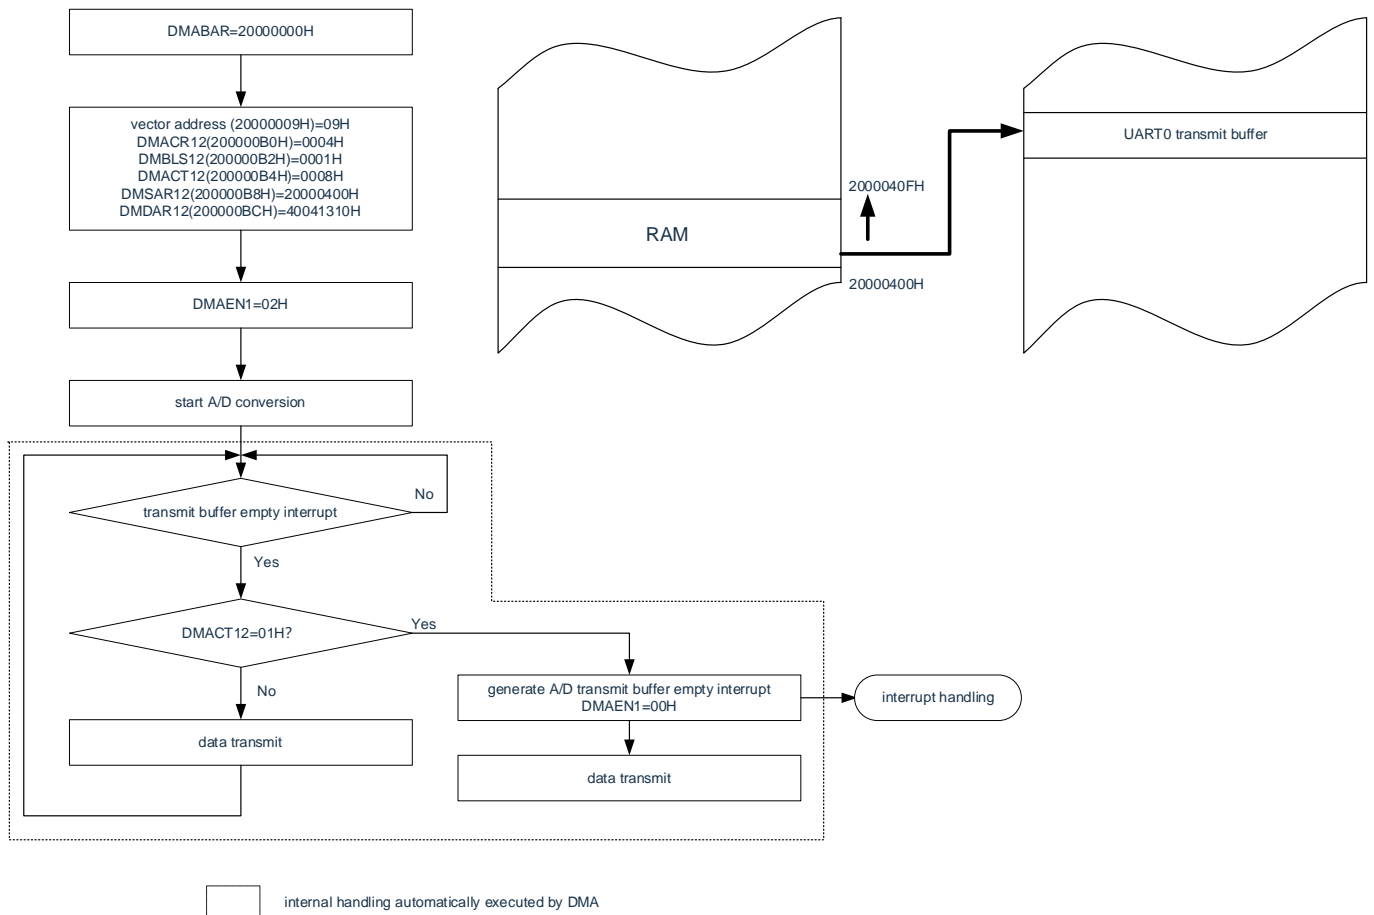 DMABAR=20000000H
vector address (20000009H)=09H
DMACR12(200000B0H)=0004H
DMBLS12(200000B2H)=0001H
DMACT12(200000B4H)=0008H
DMSAR12(200000B8H)=20000400H
DMDAR12(200000BCH)=40041310H
DMAEN1=02H
start A/D conversion
transmit buffer empty interrupt
No
Yes
DMACT12=01H?
Yes
No
data transmit
generate A/D transmit buffer empty interrupt
DMAEN1=00H
data transmit
interrupt handling
RAM
2000040FH
20000400H
UART0 transmit buffer
internal handling automatically executed by DMA